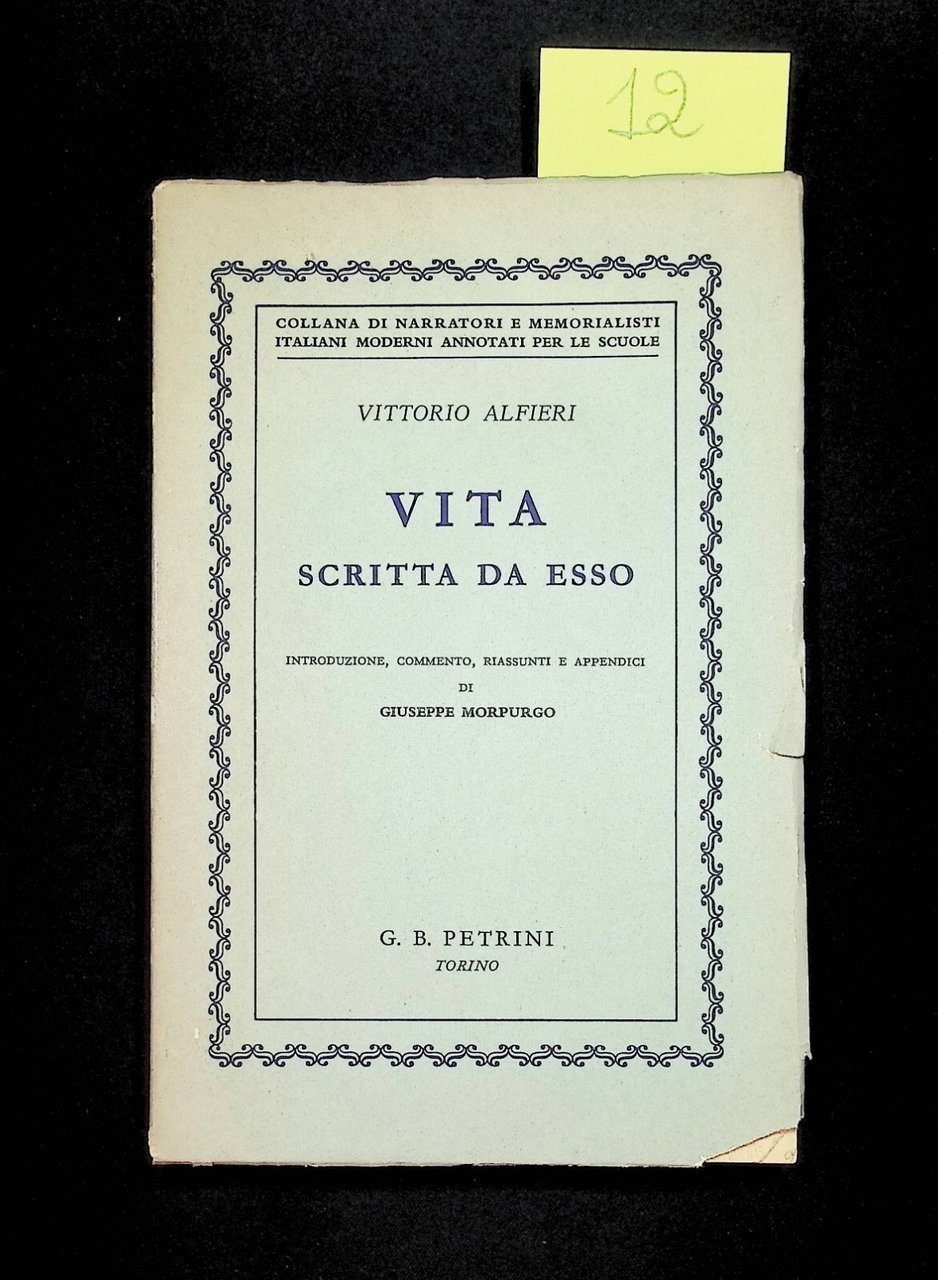 12
COLLANA DI NARRATORI E MEMORIALISTI
ITALIANI MODERNI ANNOTATI PER LE SCUOLE
VITTORIO ALFIERI
VITA
SCRITTA DA ESSO
INTRODUZIONE, COMMENTO, RIASSUNTI E APPENDICI
DI
GIUSEPPE MORPURGO
G. B. PETRINI
TORINO